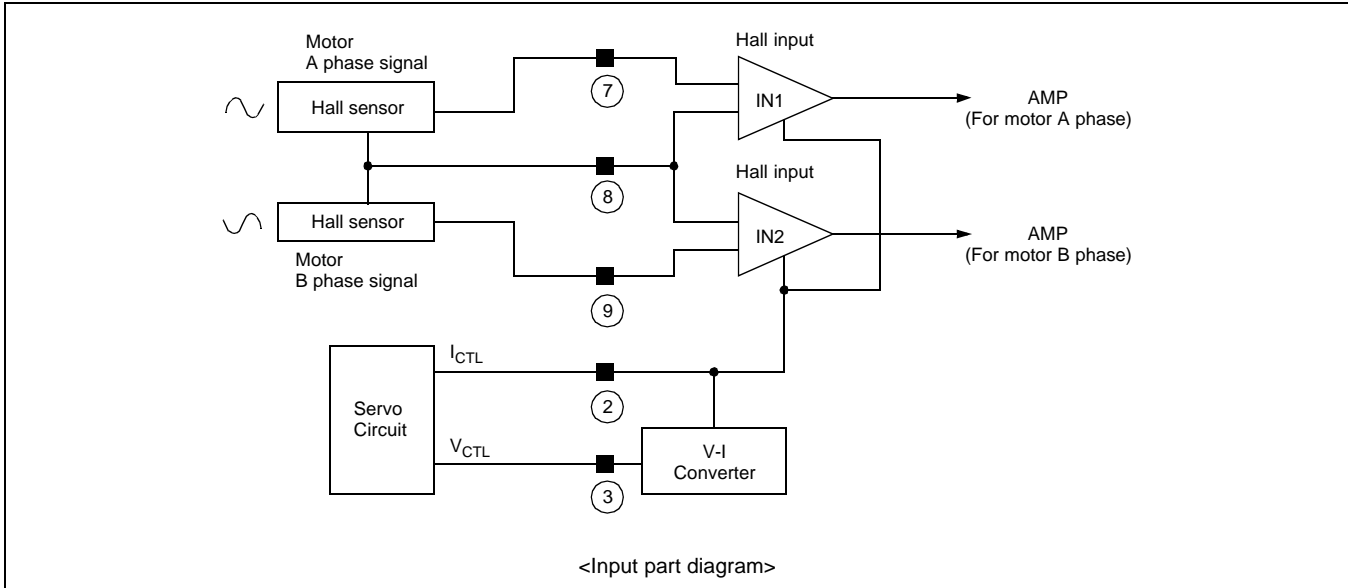 Motor
A phase signal
Hall sensor
7
Hall input
IN1
AMP
(For motor A phase)
8
Hall input
Hall sensor
IN2
AMP
(For motor B phase)
Motor
B phase signal
9
ICTL
2
Servo
Circuit
VCTL
V-I
Converter
3
<Input part diagram>